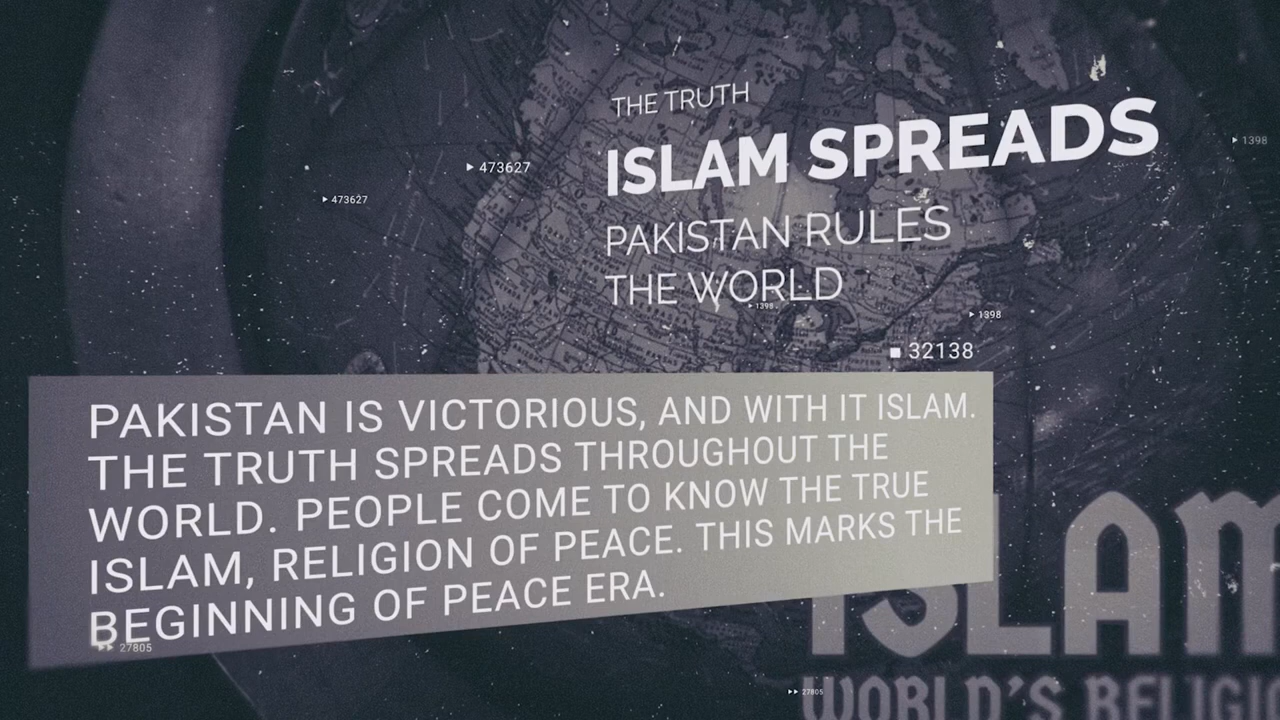 THE TRUTH
ISLAM SPREADS
PAKISTAN RULES
THE WORLD
1398
473627
473627
1398
1398
32138
PAKISTAN IS VICTORIOUS, AND WITH IT ISLAM.
THE TRUTH SPREADS THROUGHOUT THE
WORLD. PEOPLE COME TO KNOW THE TRUE
ISLAM, RELIGION OF PEACE. THIS MARKS THE
BEGINNING OF PEACE ERA.
27805
ISLAM
WORLD'S RELIGIO
27805